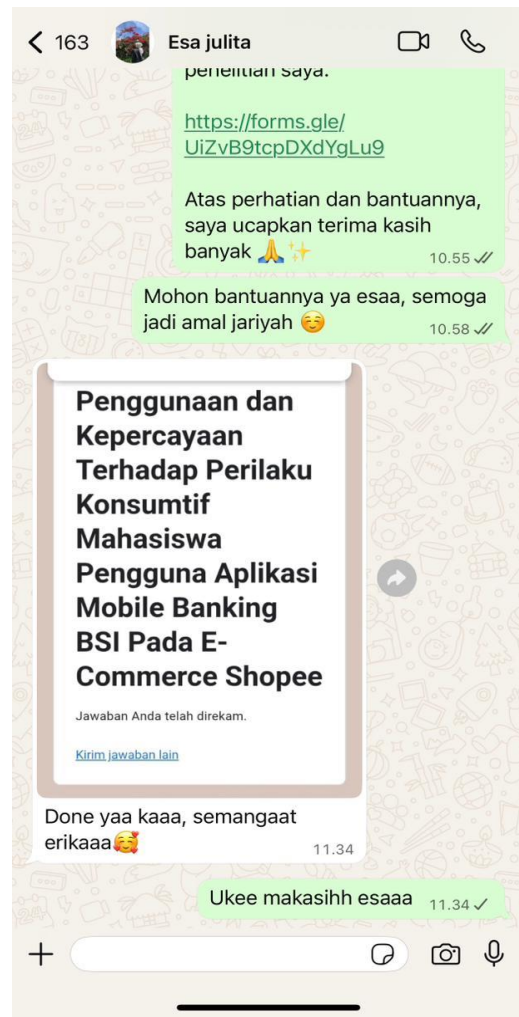 163
Esa julita
penelitian saya.
https://forms.gle/
UiZvB9tcpDXdYgLu9
Atas perhatian dan bantuannya,
saya ucapkan terima kasih
banyak 🙏✨
10.55
Mohon bantuannya ya esaa, semoga
jadi amal jariyah ☺️
10.58
Penggunaan dan
Kepercayaan
Terhadap Perilaku
Konsumtif
Mahasiswa
Pengguna Aplikasi
Mobile Banking
BSI Pada E-
Commerce Shopee
Jawaban Anda telah direkam.
Kirim jawaban lain
Done yaa kaaa, semangaat
erikaaa🥰
11.34
Ukee makasihh esaaa
11.34